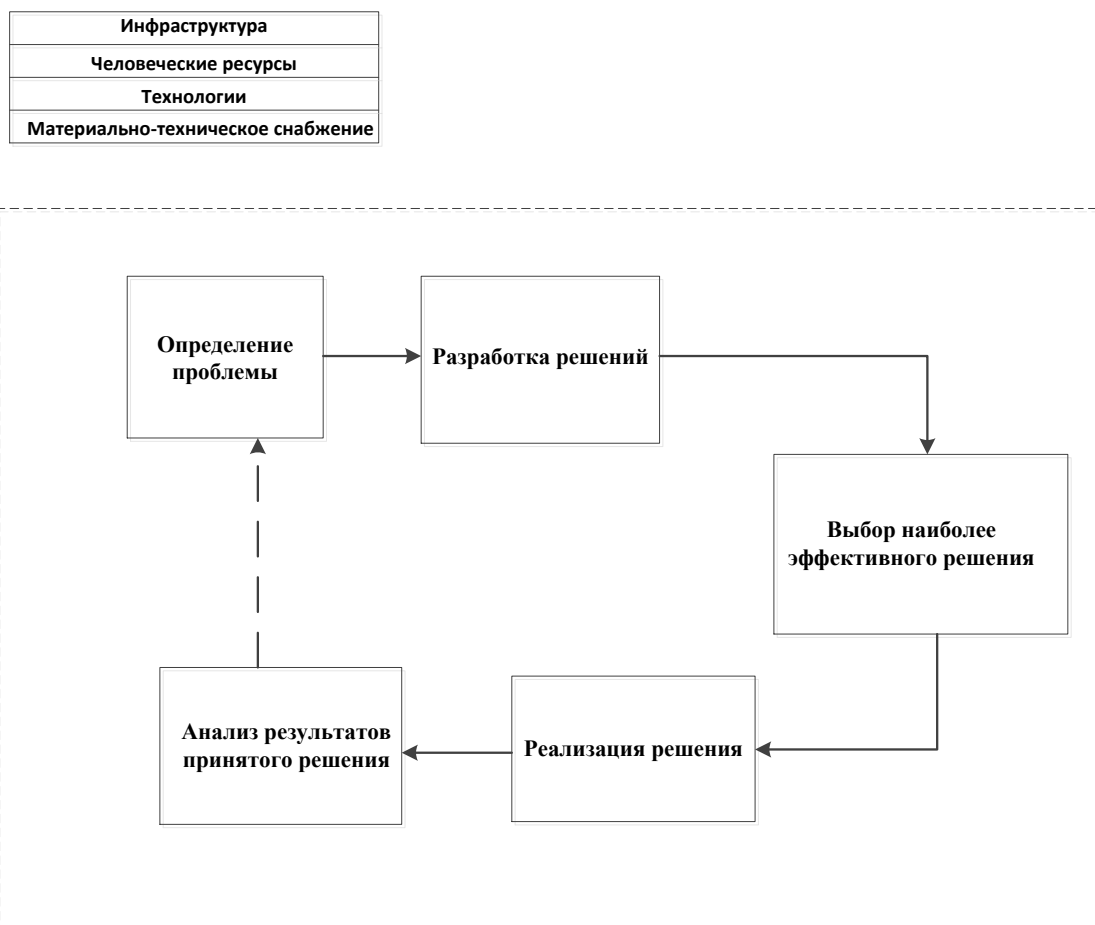 Инфраструктура
Человеческие ресурсы
Технологии
Материально-техническое снабжение
Определение
проблемы
Разработка решений
Выбор наиболее
эффективного решения
Реализация решения
Анализ результатов
принятого решения